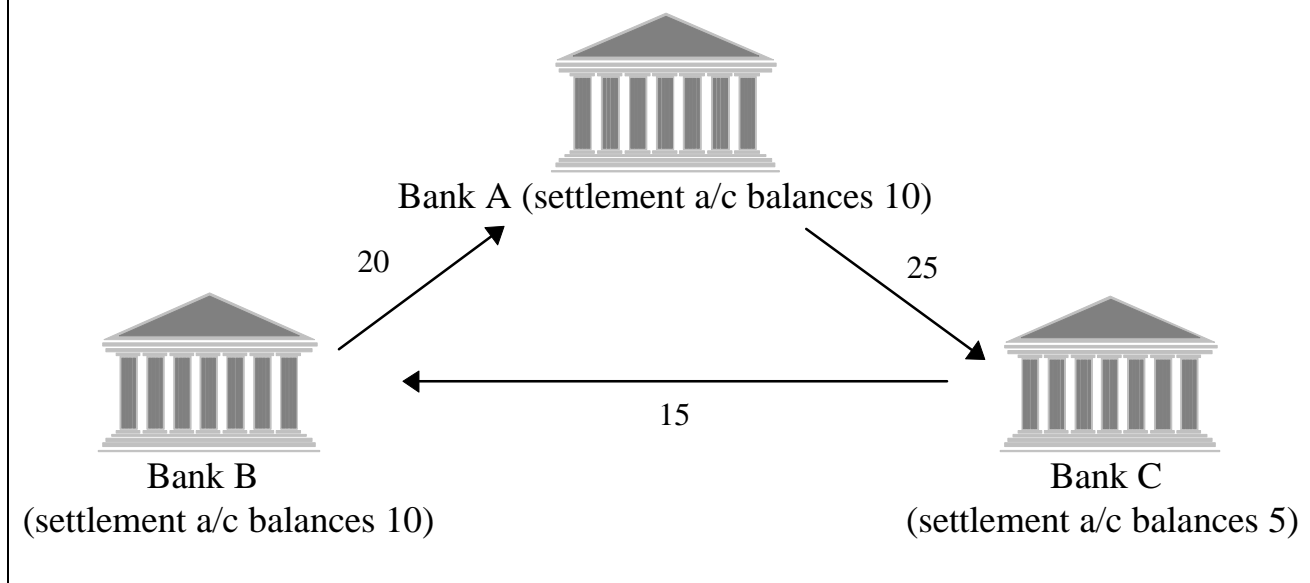 Bank A (settlement a/c balances 10)
20
25
15
Bank B
(settlement a/c balances 10)
Bank C
(settlement a/c balances 5)